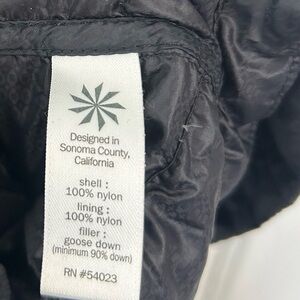 Designed in
Sonoma County,
California
shell :
100% nylon
lining :
100% nylon
filler :
goose down
(minimum 90% down)
RN #54023